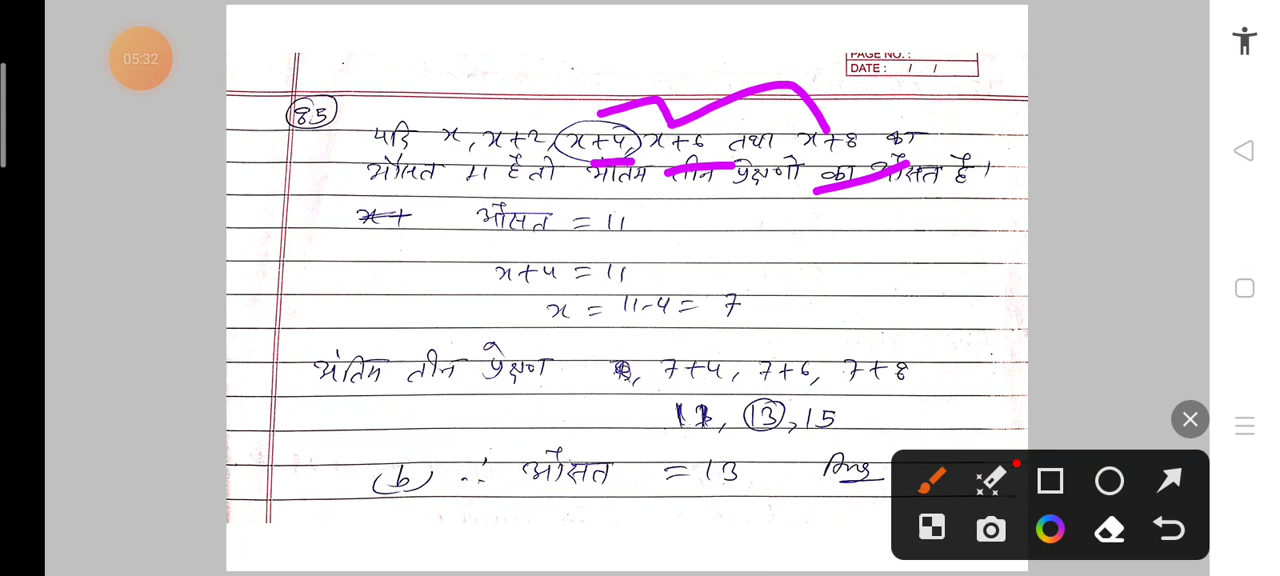 05:32
PAGE NO.:
DATE: / /
85
यदि x, x+2, x+4, x+6 तथा x+8 का
औसत 11 है तो अंतिम तीन प्रेक्षणों का औसत है।
औसत = 11
x+4 = 11
x = 11-4 = 7
अंतिम तीन प्रेक्षण 7+4, 7+6, 7+8
11, 13, 15
(b) ∴ औसत = 13 Ans